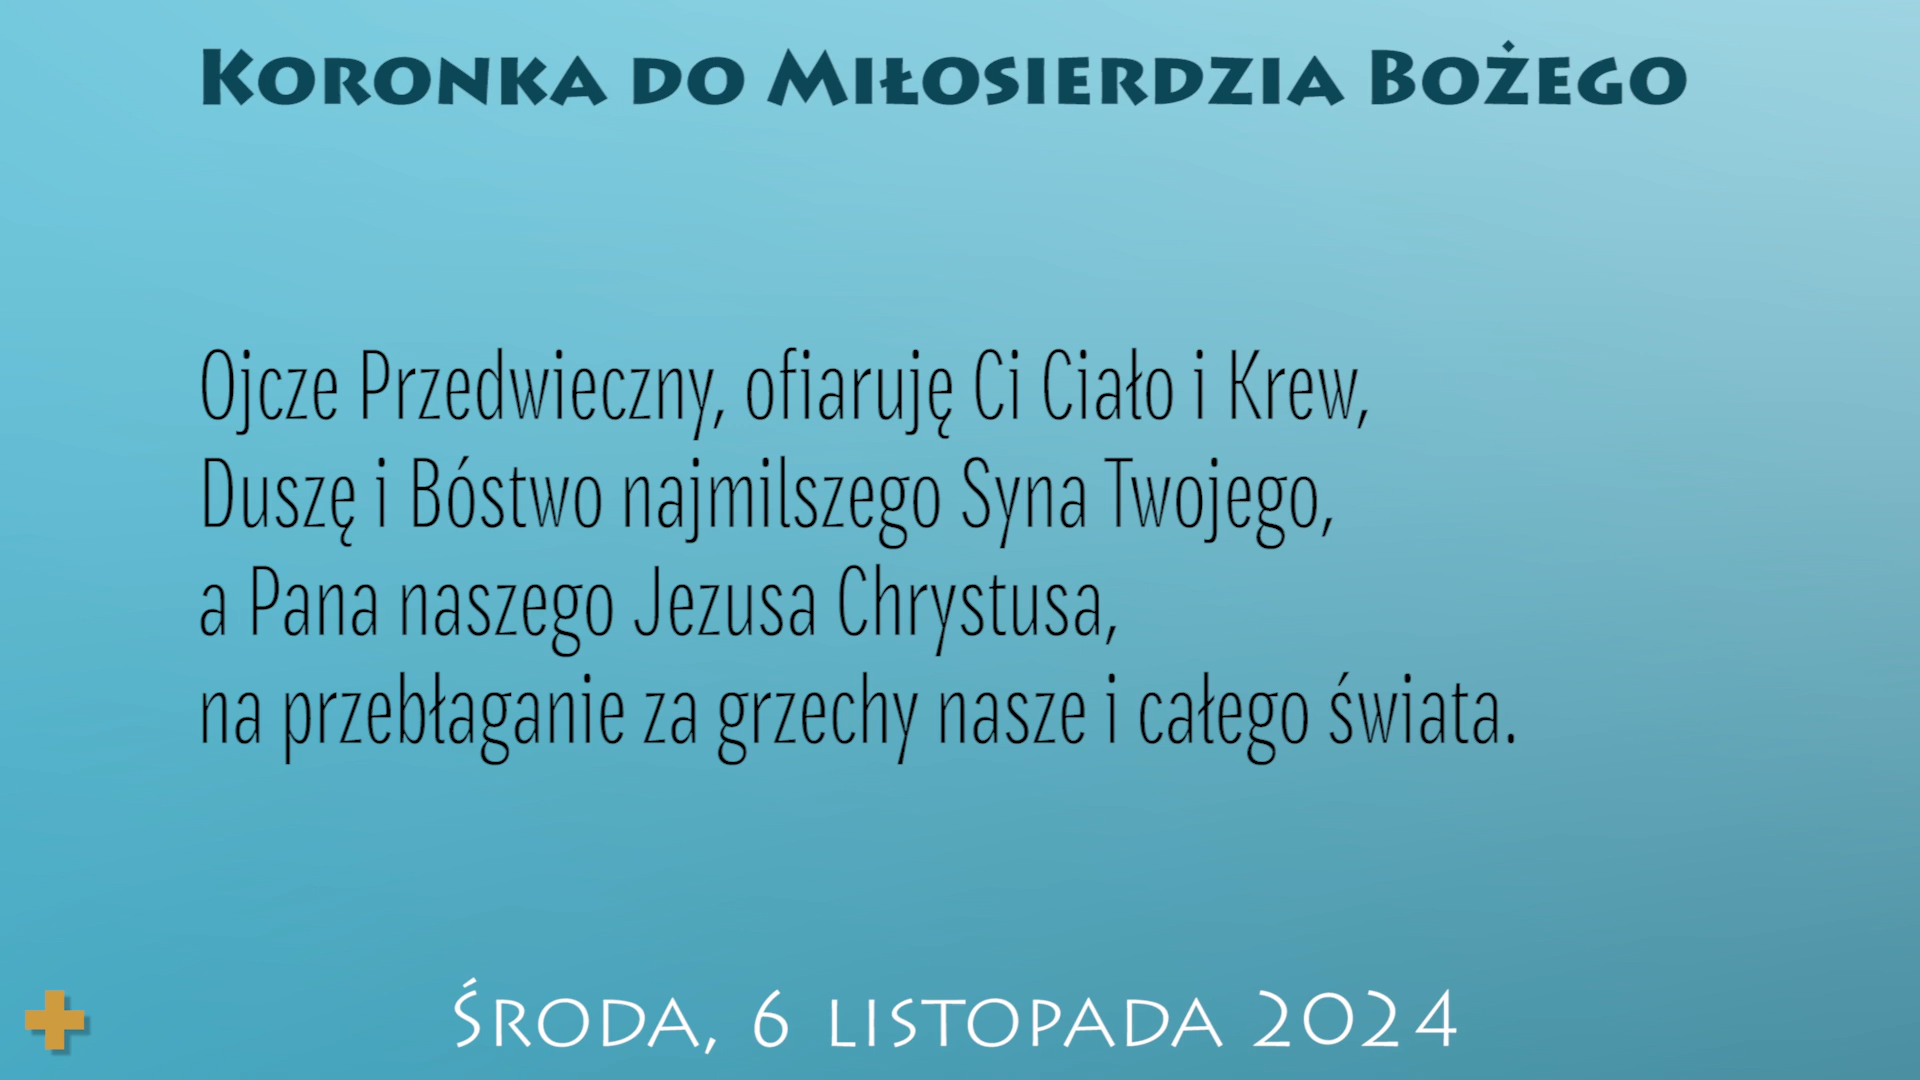 Koronka do Miłosierdzia Bożego
Ojcze Przedwieczny, ofiaruję Ci Ciało i Krew,
Duszę i Bóstwo najmilszego Syna Twojego,
a Pana naszego Jezusa Chrystusa,
na przebłaganie za grzechy nasze i całego świata.
Środa, 6 listopada 2024